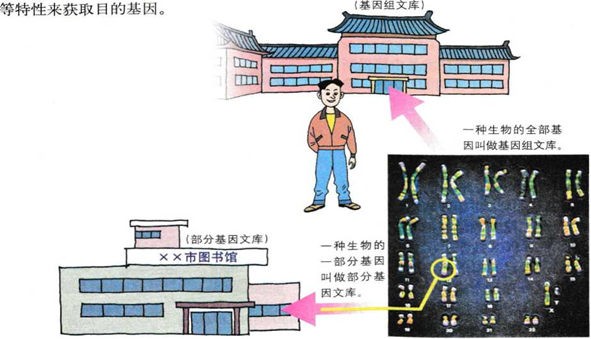 等特性来获取目的基因。
(基因组文库)
一种生物的全部基
因叫做基因组文库。
(部分基因文库)
××市图书馆
一种生物的
一部分基因
叫做部分基
因文库。